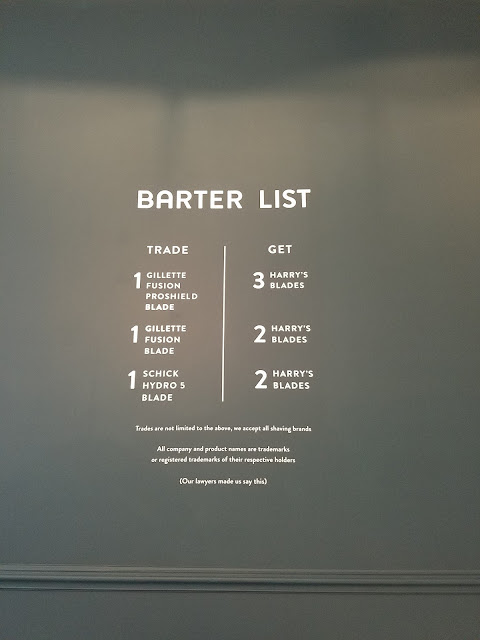 BARTER LIST
TRADE
GET
1 GILLETTE
FUSION
PROSHIELD
BLADE
3 HARRY'S
BLADES
1 GILLETTE
FUSION
BLADE
2 HARRY'S
BLADES
1 SCHICK
HYDRO 5
BLADE
2 HARRY'S
BLADES
Trades are not limited to the above, we accept all shaving brands
All company and product names are trademarks
or registered trademarks of their respective holders
(Our lawyers made us say this)